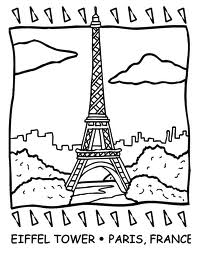 EIFFEL TOWER • PARIS, FRANCE